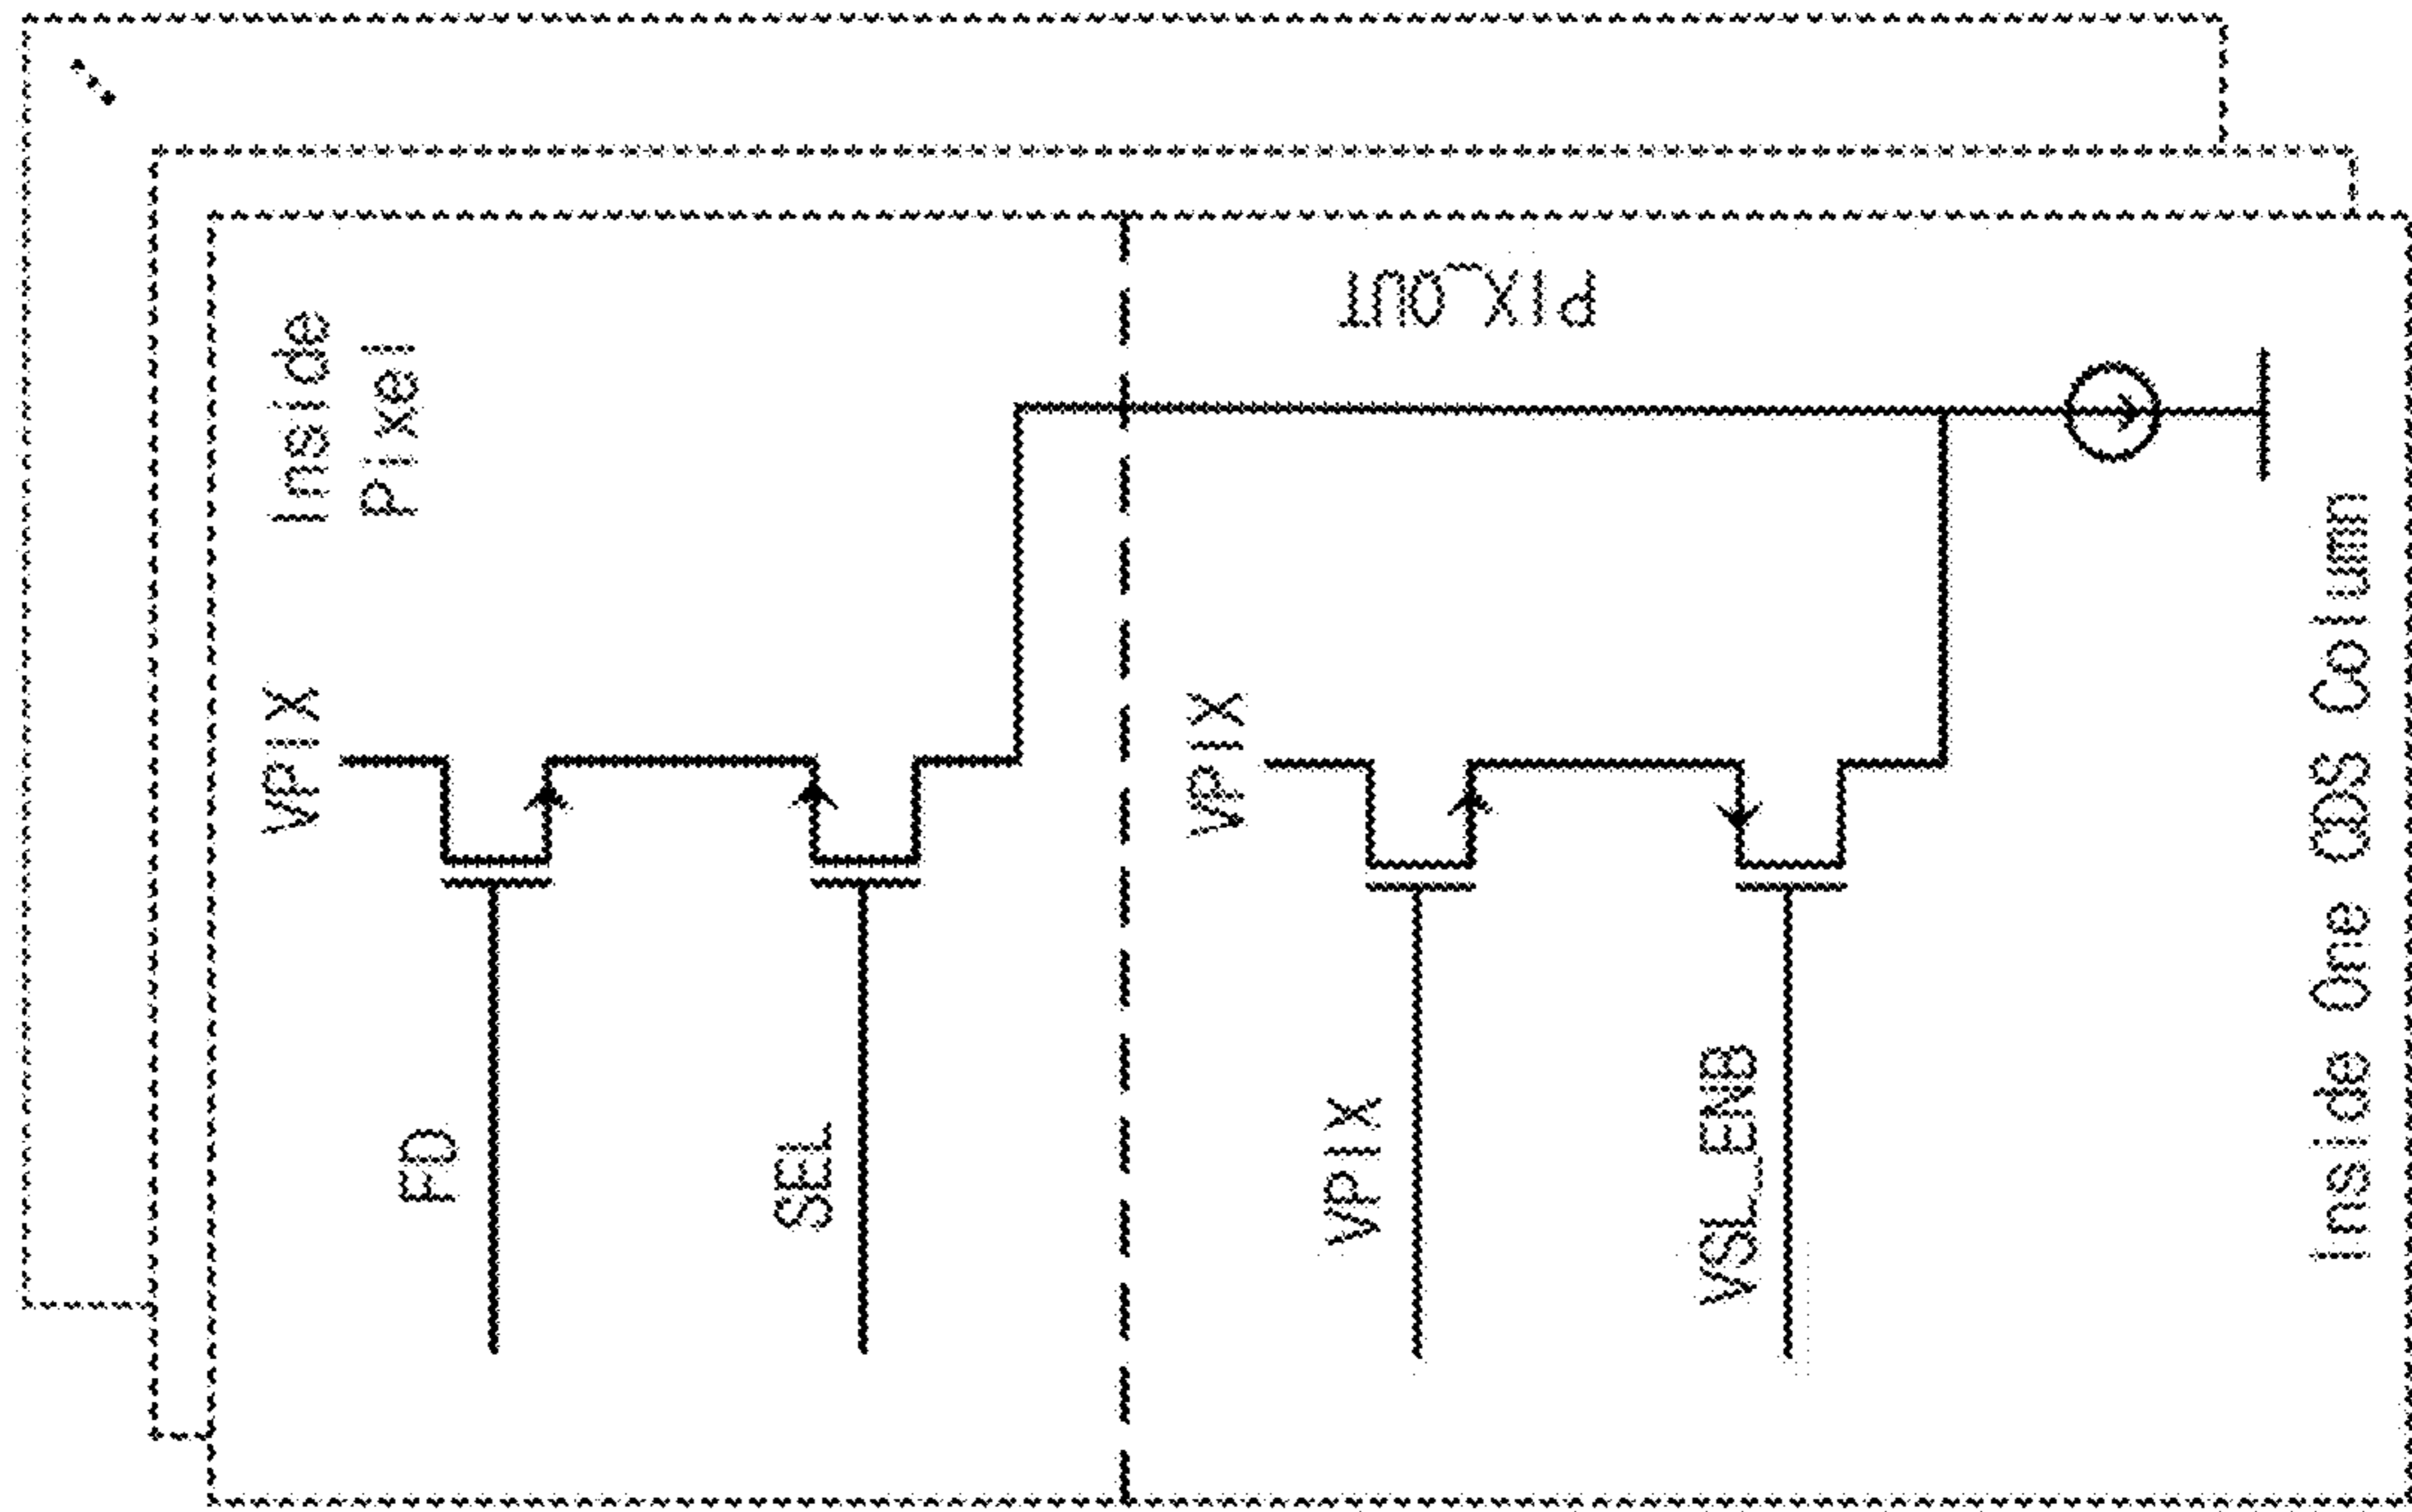 Inside
Pixel
VPIX
FD
SEL
PIX_OUT
VPIX
VPIX
VSL_ENB
Inside One CDS Column